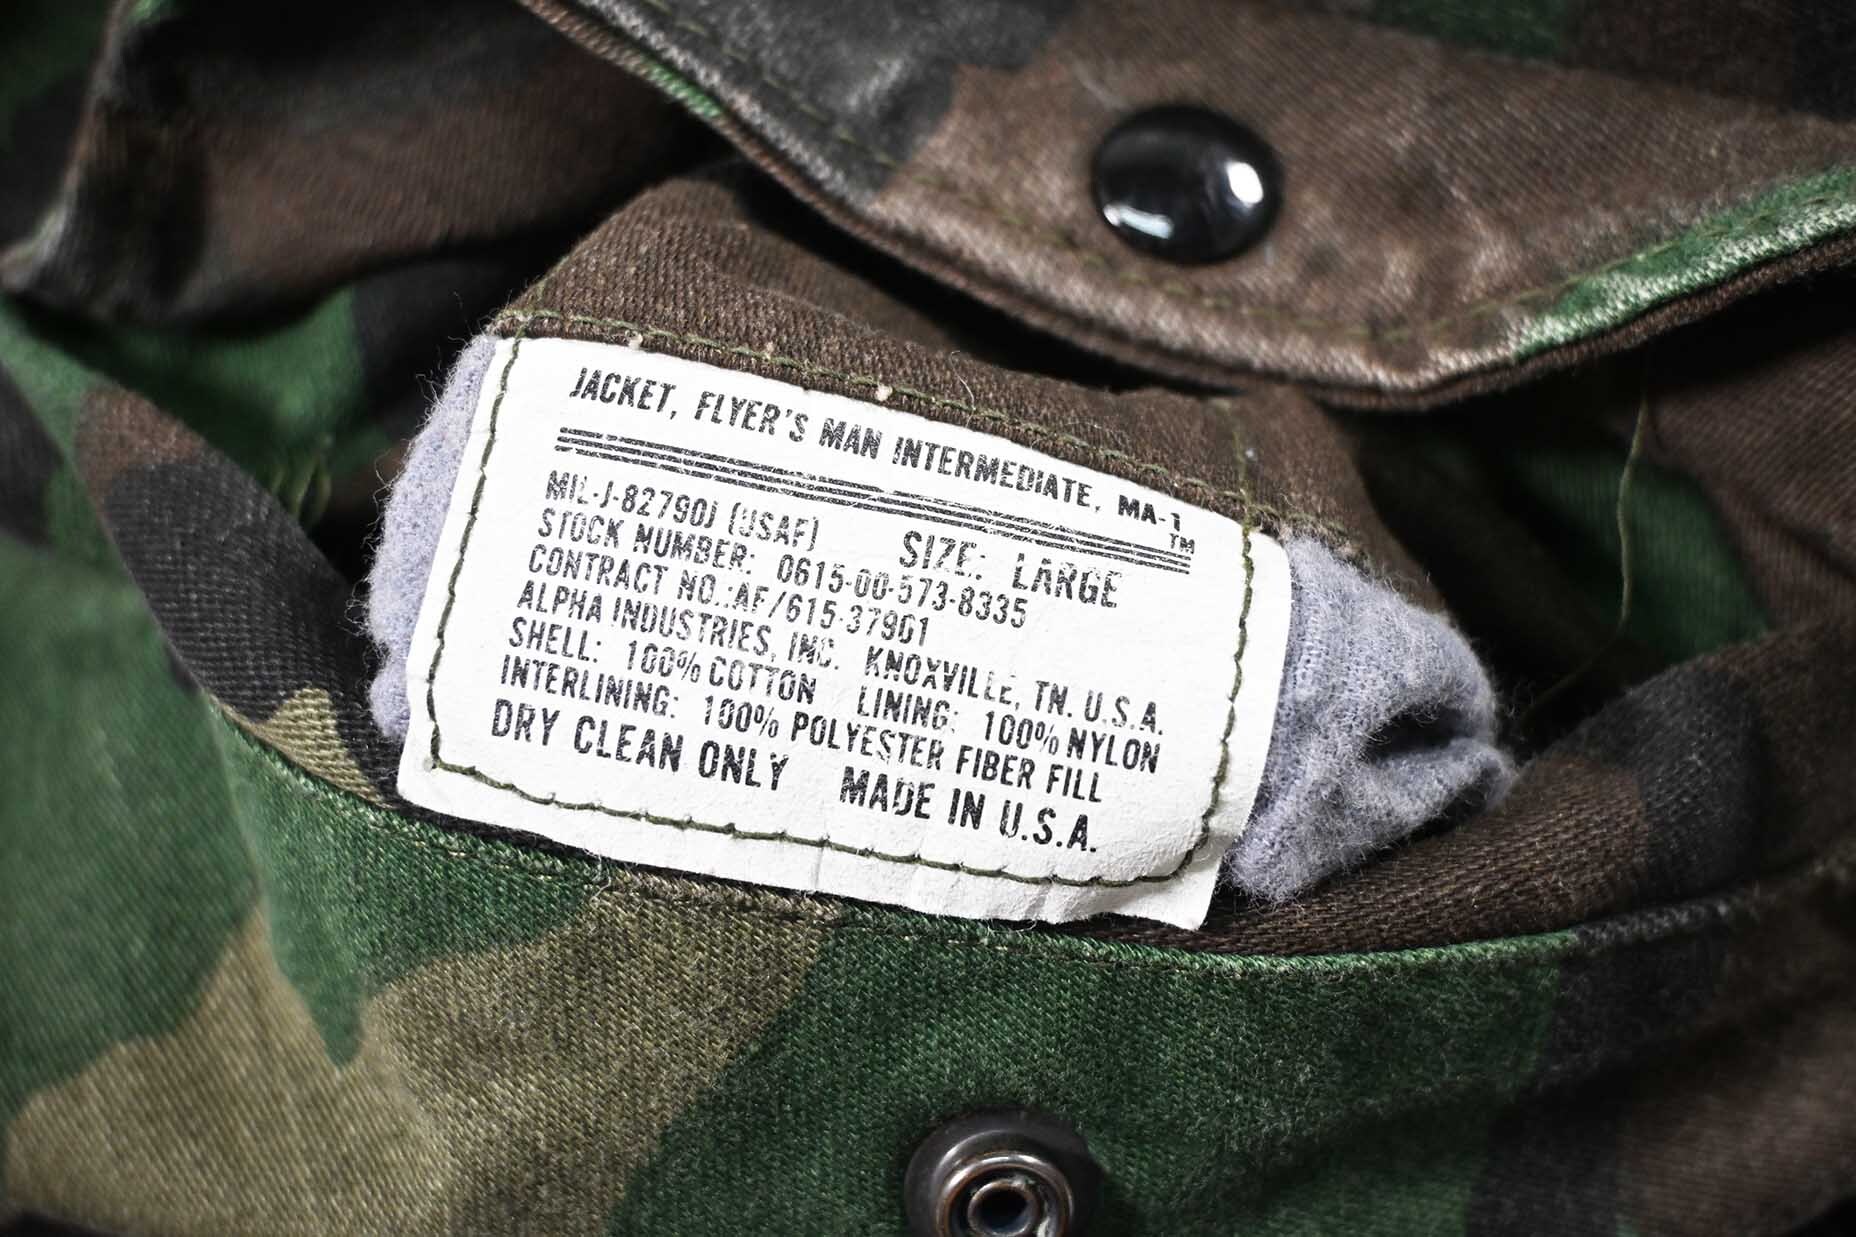 JACKET, FLYER'S MAN INTERMEDIATE, MA-1
TM
MIL-J-82790J (USAF)
SIZE: LARGE
STOCK NUMBER: 0615-00-573-8335
CONTRACT NO.:AF/615-37901
ALPHA INDUSTRIES, INC. KNOXVILLE, TN. U.S.A.
SHELL: 100% COTTON LINING: 100% NYLON
INTERLINING: 100% POLYESTER FIBER FILL
DRY CLEAN ONLY MADE IN U.S.A.